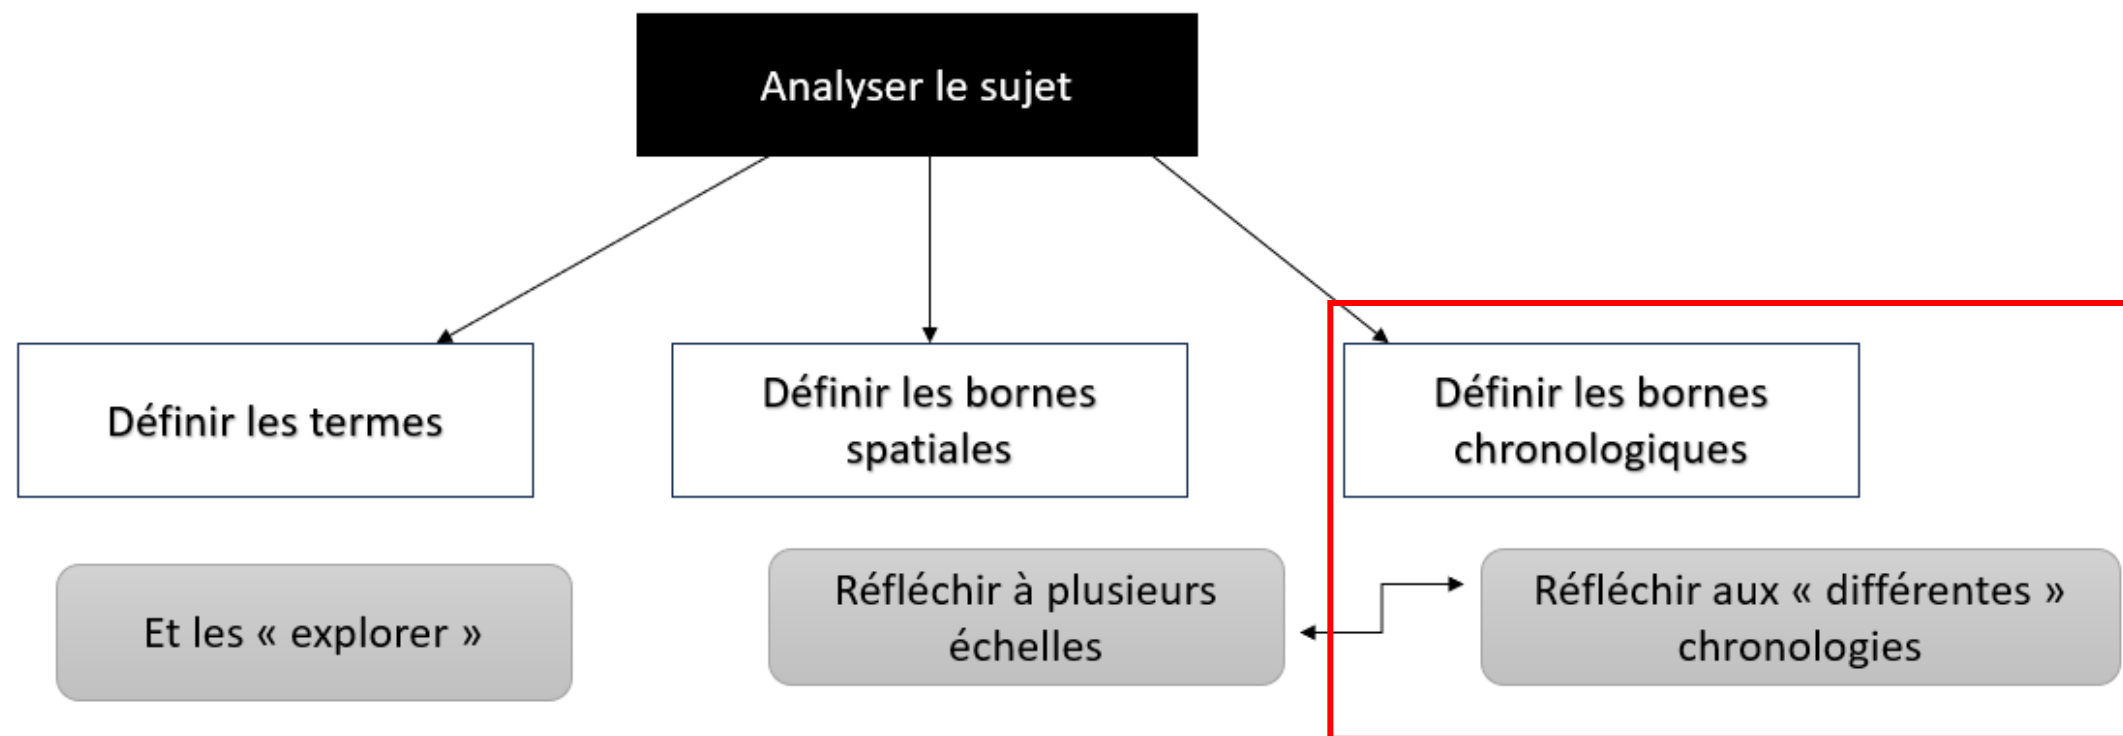 Analyser le sujet
Définir les termes
Définir les bornes
spatiales
Définir les bornes
chronologiques
Et les « explorer »
Réfléchir à plusieurs
échelles
Réfléchir aux « différentes »
chronologies